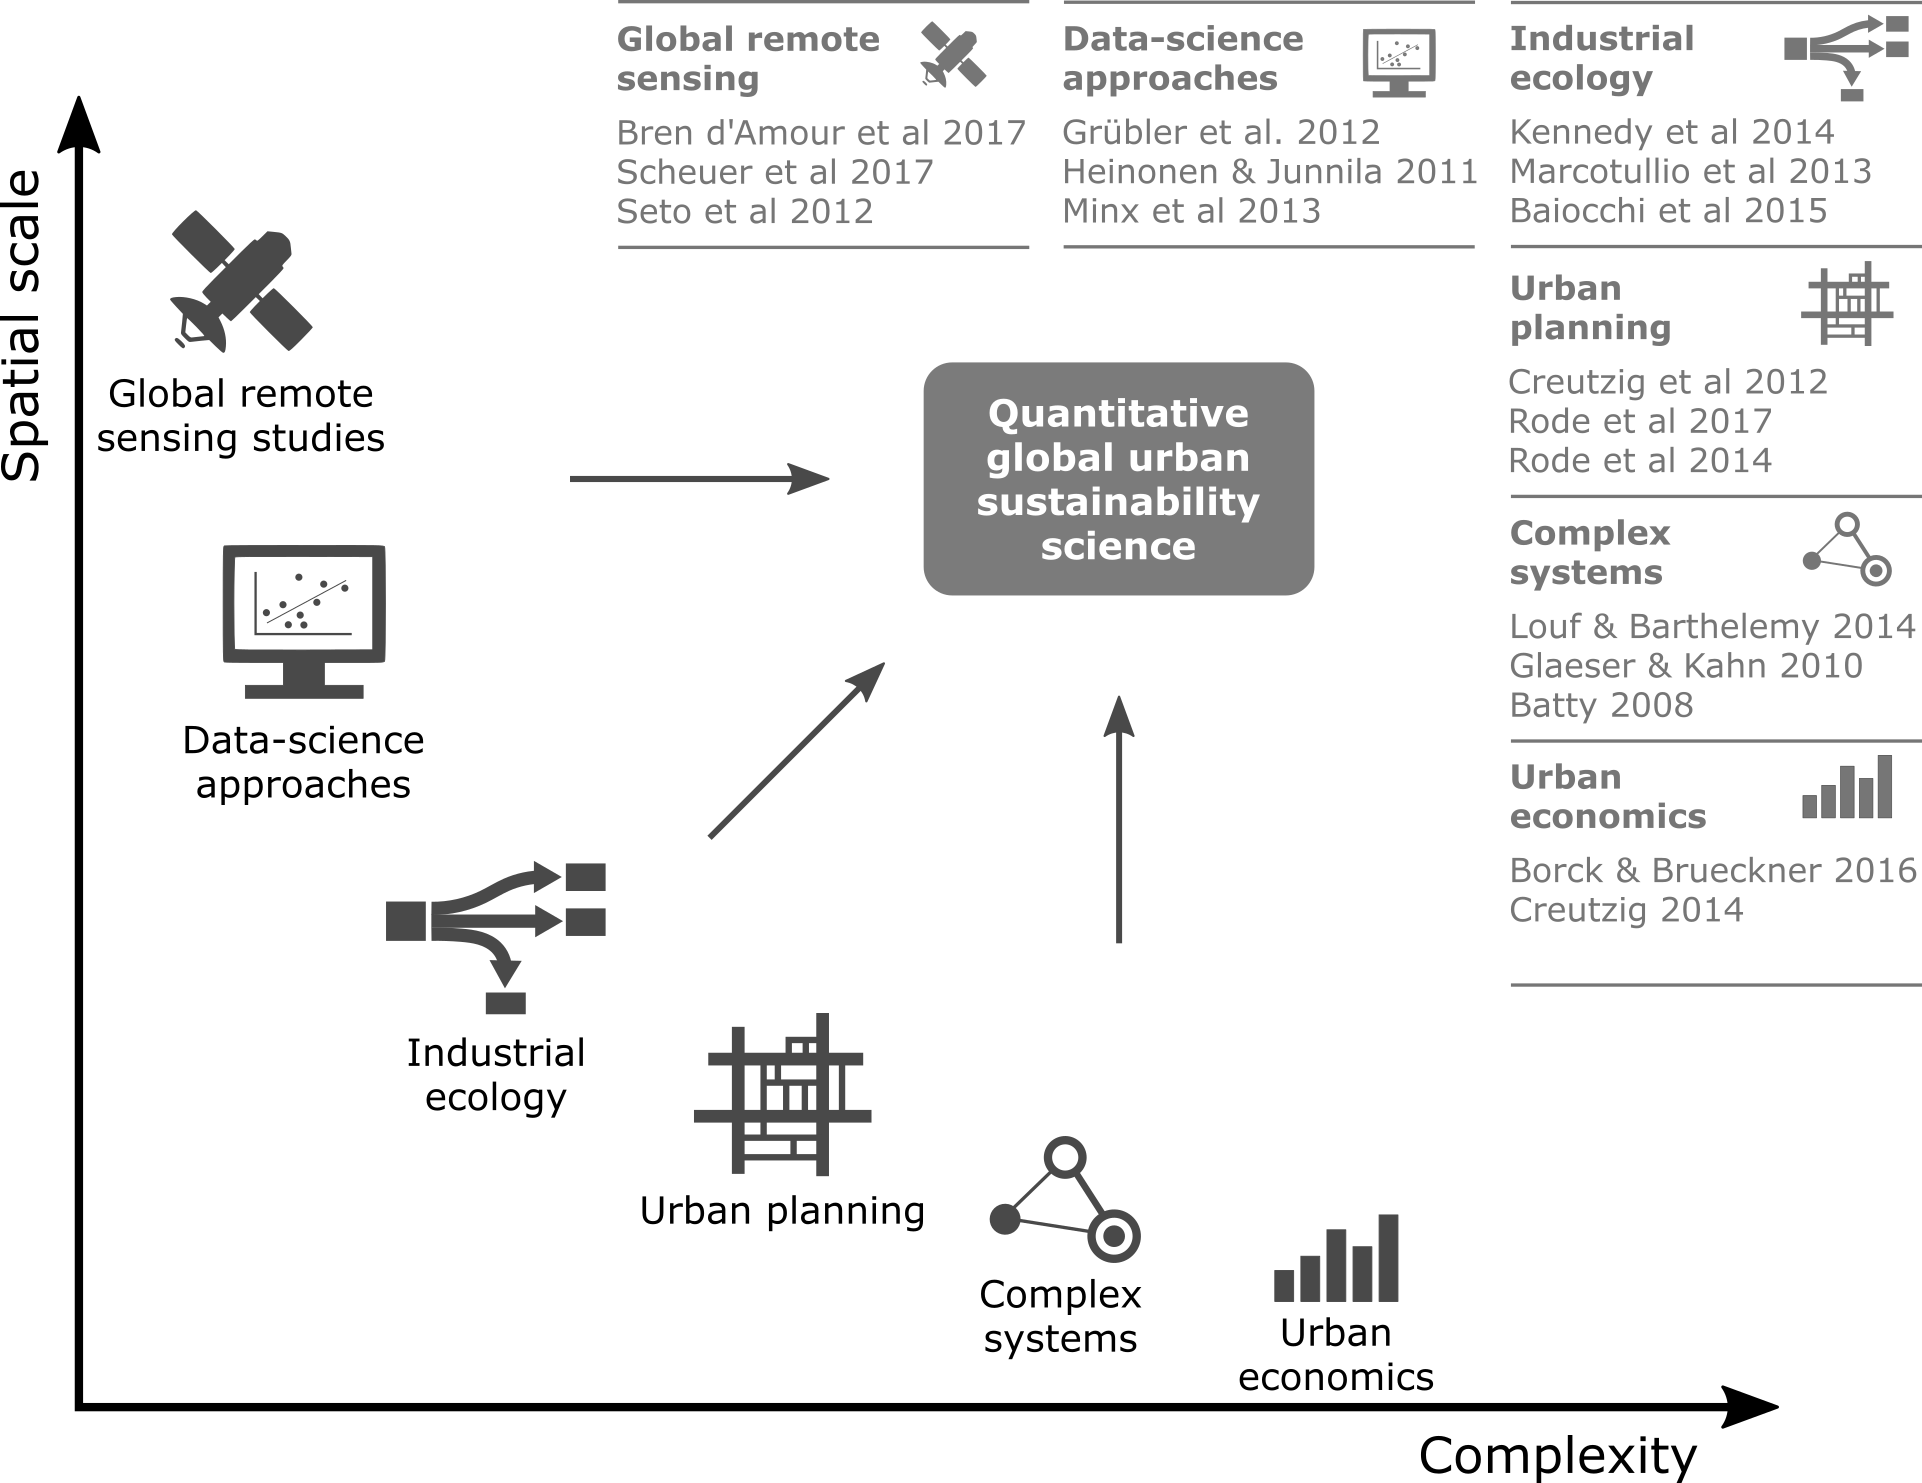 Global remote
sensing
Bren d'Amour et al 2017
Scheuer et al 2017
Seto et al 2012
Data-science
approaches
Grübler et al. 2012
Heinonen & Junnila 2011
Minx et al 2013
Industrial
ecology
Kennedy et al 2014
Marcotullio et al 2013
Baiocchi et al 2015
Urban
planning
Creutzig et al 2012
Rode et al 2017
Rode et al 2014
Complex
systems
Louf & Barthelemy 2014
Glaeser & Kahn 2010
Batty 2008
Urban
economics
Borck & Brueckner 2016
Creutzig 2014
Spatial scale
Global remote
sensing studies
Quantitative
global urban
sustainability
science
Data-science
approaches
Industrial
ecology
Urban planning
Complex
systems
Urban
economics
Complexity